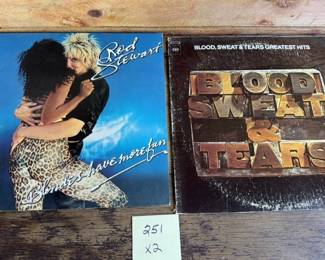 Rod
Stewart
Blondes have more fun
BLOOD, SWEAT & TEARS GREATEST HITS
BLOOD
SWEAT
&
TEARS
251
x2